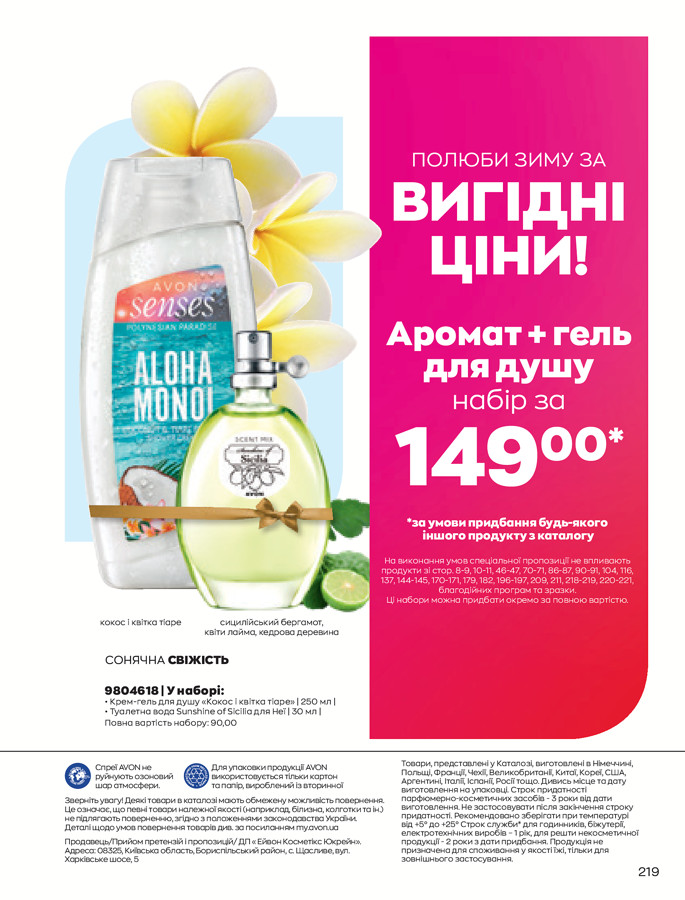 ПОЛЮБИ ЗИМУ ЗА
ВИГІДНІ
ЦІНИ!
Аромат + гель
для душу
набір за
149⁰⁰*
*за умови придбання будь-якого
іншого продукту з каталогу
На виконання умов спеціальної пропозиції не впливають
продукти зі стор. 8-9, 10-11, 46-47, 70-71, 86-87, 90-91, 104, 116,
137, 144-145, 170-171, 179, 182, 196-197, 209, 211, 218-219, 220-221,
благодійних програм та зразки.
Ці набори можна придбати окремо за повною вартістю.
AVON
senses
POLYNESIAN PARADISE
ALOHA
MONOI
SCENT MIX
Sunshine of
Sicilia
AVON
кокос і квітка тіаре
сицилійський бергамот,
квіти лайма, кедрова деревина
СОНЯЧНА СВІЖІСТЬ
9804618 | У наборі:
• Крем-гель для душу «Кокос і квітка тіаре» | 250 мл |
• Туалетна вода Sunshine of Sicilia для Неї | 30 мл |
Повна вартість набору: 90,00
Спреї AVON не
руйнують озоновий
шар атмосфери.
Для упаковки продукції AVON
використовується тільки картон
та папір, вироблений із вторинної
Зверніть увагу! Деякі товари в каталозі мають обмежену можливість повернення.
Це означає, що певні товари належної якості (наприклад, білизна, колготки та ін.)
не підлягають поверненню, згідно з положеннями законодавства України.
Деталі щодо умов повернення товарів див. за посиланням my.avon.ua
Продавець/Прийом претензій і пропозицій/ ДП « Ейвон Косметікс Юкрейн».
Адреса: 08325, Київська область, Бориспільський район, с. Щасливе, вул.
Харківське шосе, 5
Товари, представлені у Каталозі, виготовлені в Німеччині,
Польщі, Франції, Чехії, Великобританії, Китаї, Кореї, США,
Аргентині, Італії, Іспанії, Росії тощо. Дивись місце та дату
виготовлення на упаковці. Строк придатності
парфюмерно-косметичних засобів - 3 роки від дати
виготовлення. Не застосовувати після закінчення строку
придатності. Рекомендовано зберігати при температурі
від +5° до +25° Строк служби* для годинників, біжутерії,
електротехнічних виробів – 1 рік, для решти некосметичної
продукції - 2 роки з дати придбання. Продукція не
призначена для споживання у якості їжі, тільки для
зовнішнього застосування.
219